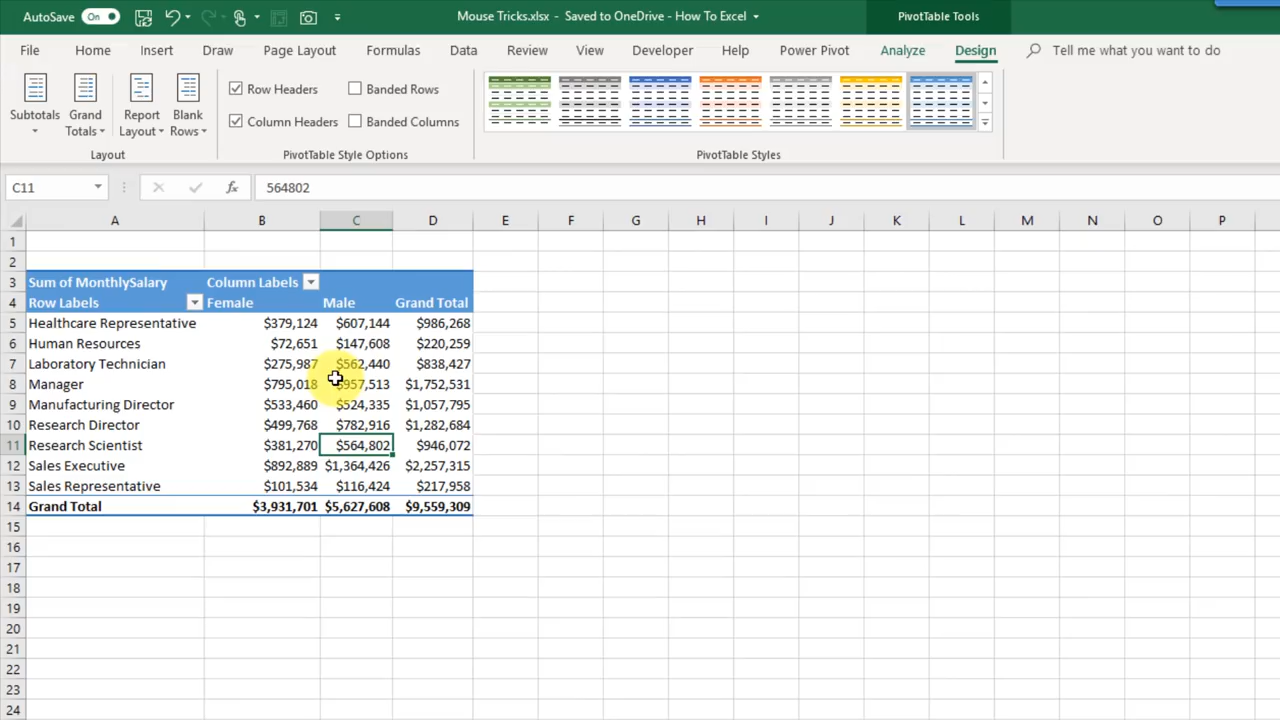 AutoSave On Mouse Tricks.xlsx - Saved to OneDrive - How To Excel PivotTable Tools
File Home Insert Draw Page Layout Formulas Data Review View Developer Help Power Pivot Analyze Design Tell me what you want to do
Subtotals
Grand Totals
Report Layout
Blank Rows
Row Headers Banded Rows
Column Headers Banded Columns
Layout PivotTable Style Options PivotTable Styles
C11 fx 564802
A B C D E F G H I J K L M N O P
1
2
3 Sum of MonthlySalary Column Labels
4 Row Labels Female Male Grand Total
5 Healthcare Representative $379,124 $607,144 $986,268
6 Human Resources $72,651 $147,608 $220,259
7 Laboratory Technician $275,987 $562,440 $838,427
8 Manager $795,018 $957,513 $1,752,531
9 Manufacturing Director $533,460 $524,335 $1,057,795
10 Research Director $499,768 $782,916 $1,282,684
11 Research Scientist $381,270 $564,802 $946,072
12 Sales Executive $892,889 $1,364,426 $2,257,315
13 Sales Representative $101,534 $116,424 $217,958
14 Grand Total $3,931,701 $5,627,608 $9,559,309
15
16
17
18
19
20
21
22
23
24